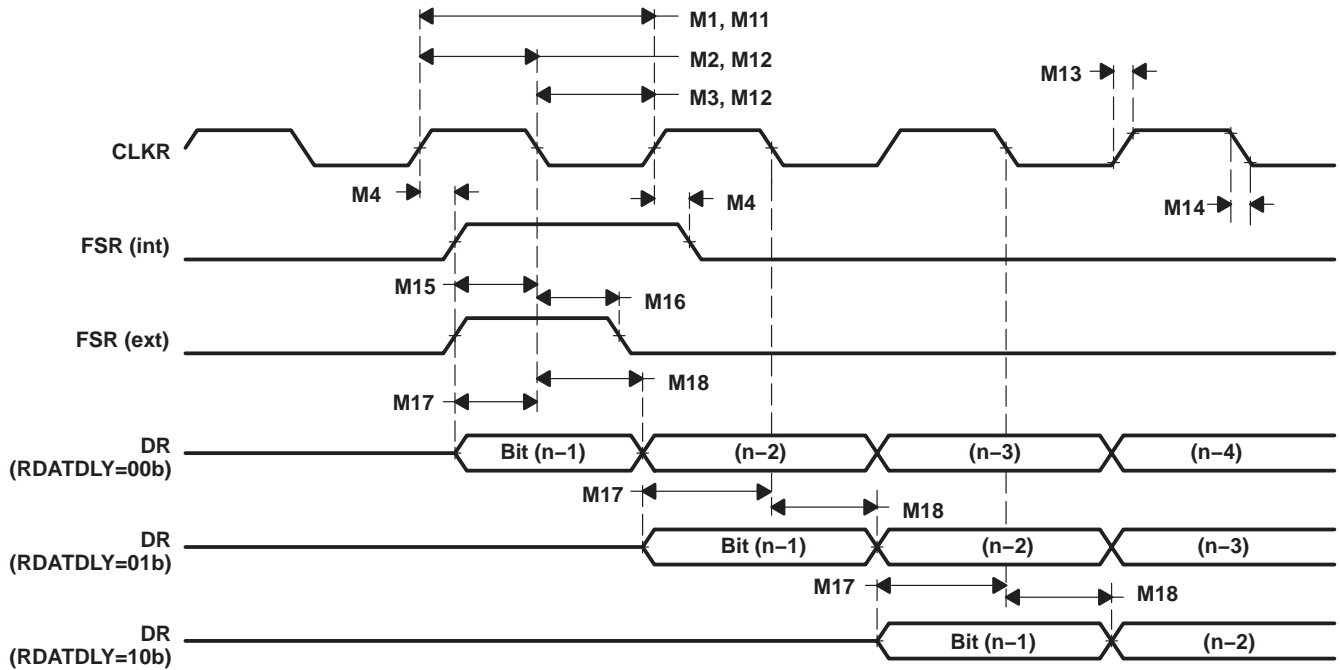 M1, M11
M2, M12
M13
M3, M12
CLKR
M4
M4
M14
FSR (int)
M15
M16
FSR (ext)
M18
M17
DR
(RDATDLY=00b)
Bit (n−1)
(n−2)
(n−3)
(n−4)
M17
M18
DR
(RDATDLY=01b)
Bit (n−1)
(n−2)
(n−3)
M17
M18
DR
(RDATDLY=10b)
Bit (n−1)
(n−2)